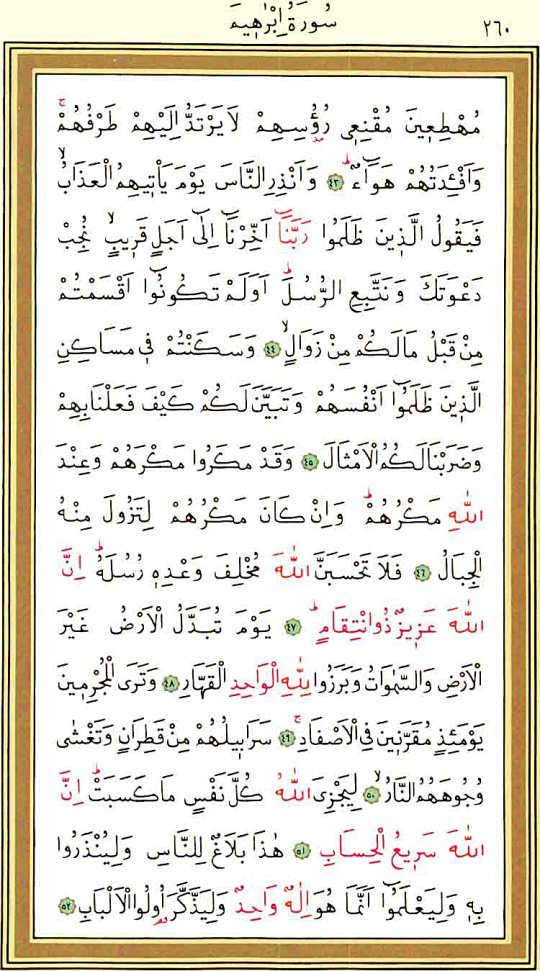 سُورَةُ اِبْرٰهٖيمَ ٢٦٠
مُهْطِعٖينَ مُقْنِعٖى رُؤُ۫سِهِمْ لَا يَرْتَدُّ اِلَيْهِمْ طَرْفُهُمْۚ
وَاَفْـِٔدَتُهُمْ هَوَٓاءٌؕ ﴿٤٣﴾ وَاَنْذِرِ النَّاسَ يَوْمَ يَأْتٖيهِمُ الْعَذَابُۙ
فَيَقُولُ الَّذٖينَ ظَلَمُوا رَبَّنَٓا اَخِّرْنَٓا اِلٰٓى اَجَلٍ قَرٖيبٍۙ نُجِبْ
دَعْوَتَكَ وَنَتَّبِعِ الرُّسُلَؕ اَوَلَمْ تَكُونُٓوا اَقْسَمْتُمْ
مِنْ قَبْلُ مَالَكُمْ مِنْ زَوَالٍۙ ﴿٤٤﴾ وَسَكَنْتُمْ فٖى مَسَاكِنِ
الَّذٖينَ ظَلَمُٓوا اَنْفُسَهُمْ وَتَبَيَّنَ لَكُمْ كَيْفَ فَعَلْنَا بِهِمْ
وَضَرَبْنَا لَكُمُ الْاَمْثَالَ ﴿٤٥﴾ وَقَدْ مَكَرُوا مَكْرَهُمْ وَعِنْدَ
اللّٰهِ مَكْرُهُمْؕ وَاِنْ كَانَ مَكْرُهُمْ لِتَزُولَ مِنْهُ
الْجِبَالُ ﴿٤٦﴾ فَلَا تَحْسَبَنَّ اللّٰهَ مُخْلِفَ وَعْدِهٖ رُسُلَهُؕ اِنَّ
اللّٰهَ عَزٖيزٌ ذُو انْتِقَامٍؕ ﴿٤٧﴾ يَوْمَ تُبَدَّلُ الْاَرْضُ غَيْرَ
الْاَرْضِ وَالسَّمٰوَاتُ وَبَرَزُوا لِلّٰهِ الْوَاحِدِ الْقَهَّارِ ﴿٤٨﴾ وَتَرَى الْمُجْرِمٖينَ
يَوْمَئِذٍ مُقَرَّنٖينَ فِى الْاَصْفَادِۚ ﴿٤٩﴾ سَرَابٖيلُهُمْ مِنْ قَطِرَانٍ وَتَغْشٰى
وُجُوهَهُمُ النَّارُۙ ﴿٥٠﴾ لِيَجْزِىَ اللّٰهُ كُلَّ نَفْسٍ مَا كَسَبَتْؕ اِنَّ
اللّٰهَ سَرٖيعُ الْحِسَابِ ﴿٥١﴾ هٰذَا بَلَاغٌ لِلنَّاسِ وَلِيُنْذَرُوا
بِهٖ وَلِيَعْلَمُٓوا اَنَّمَا هُوَ اِلٰهٌ وَاحِدٌ وَلِيَذَّكَّرَ اُو۬لُوا الْاَلْبَابِ ﴿٥٢﴾